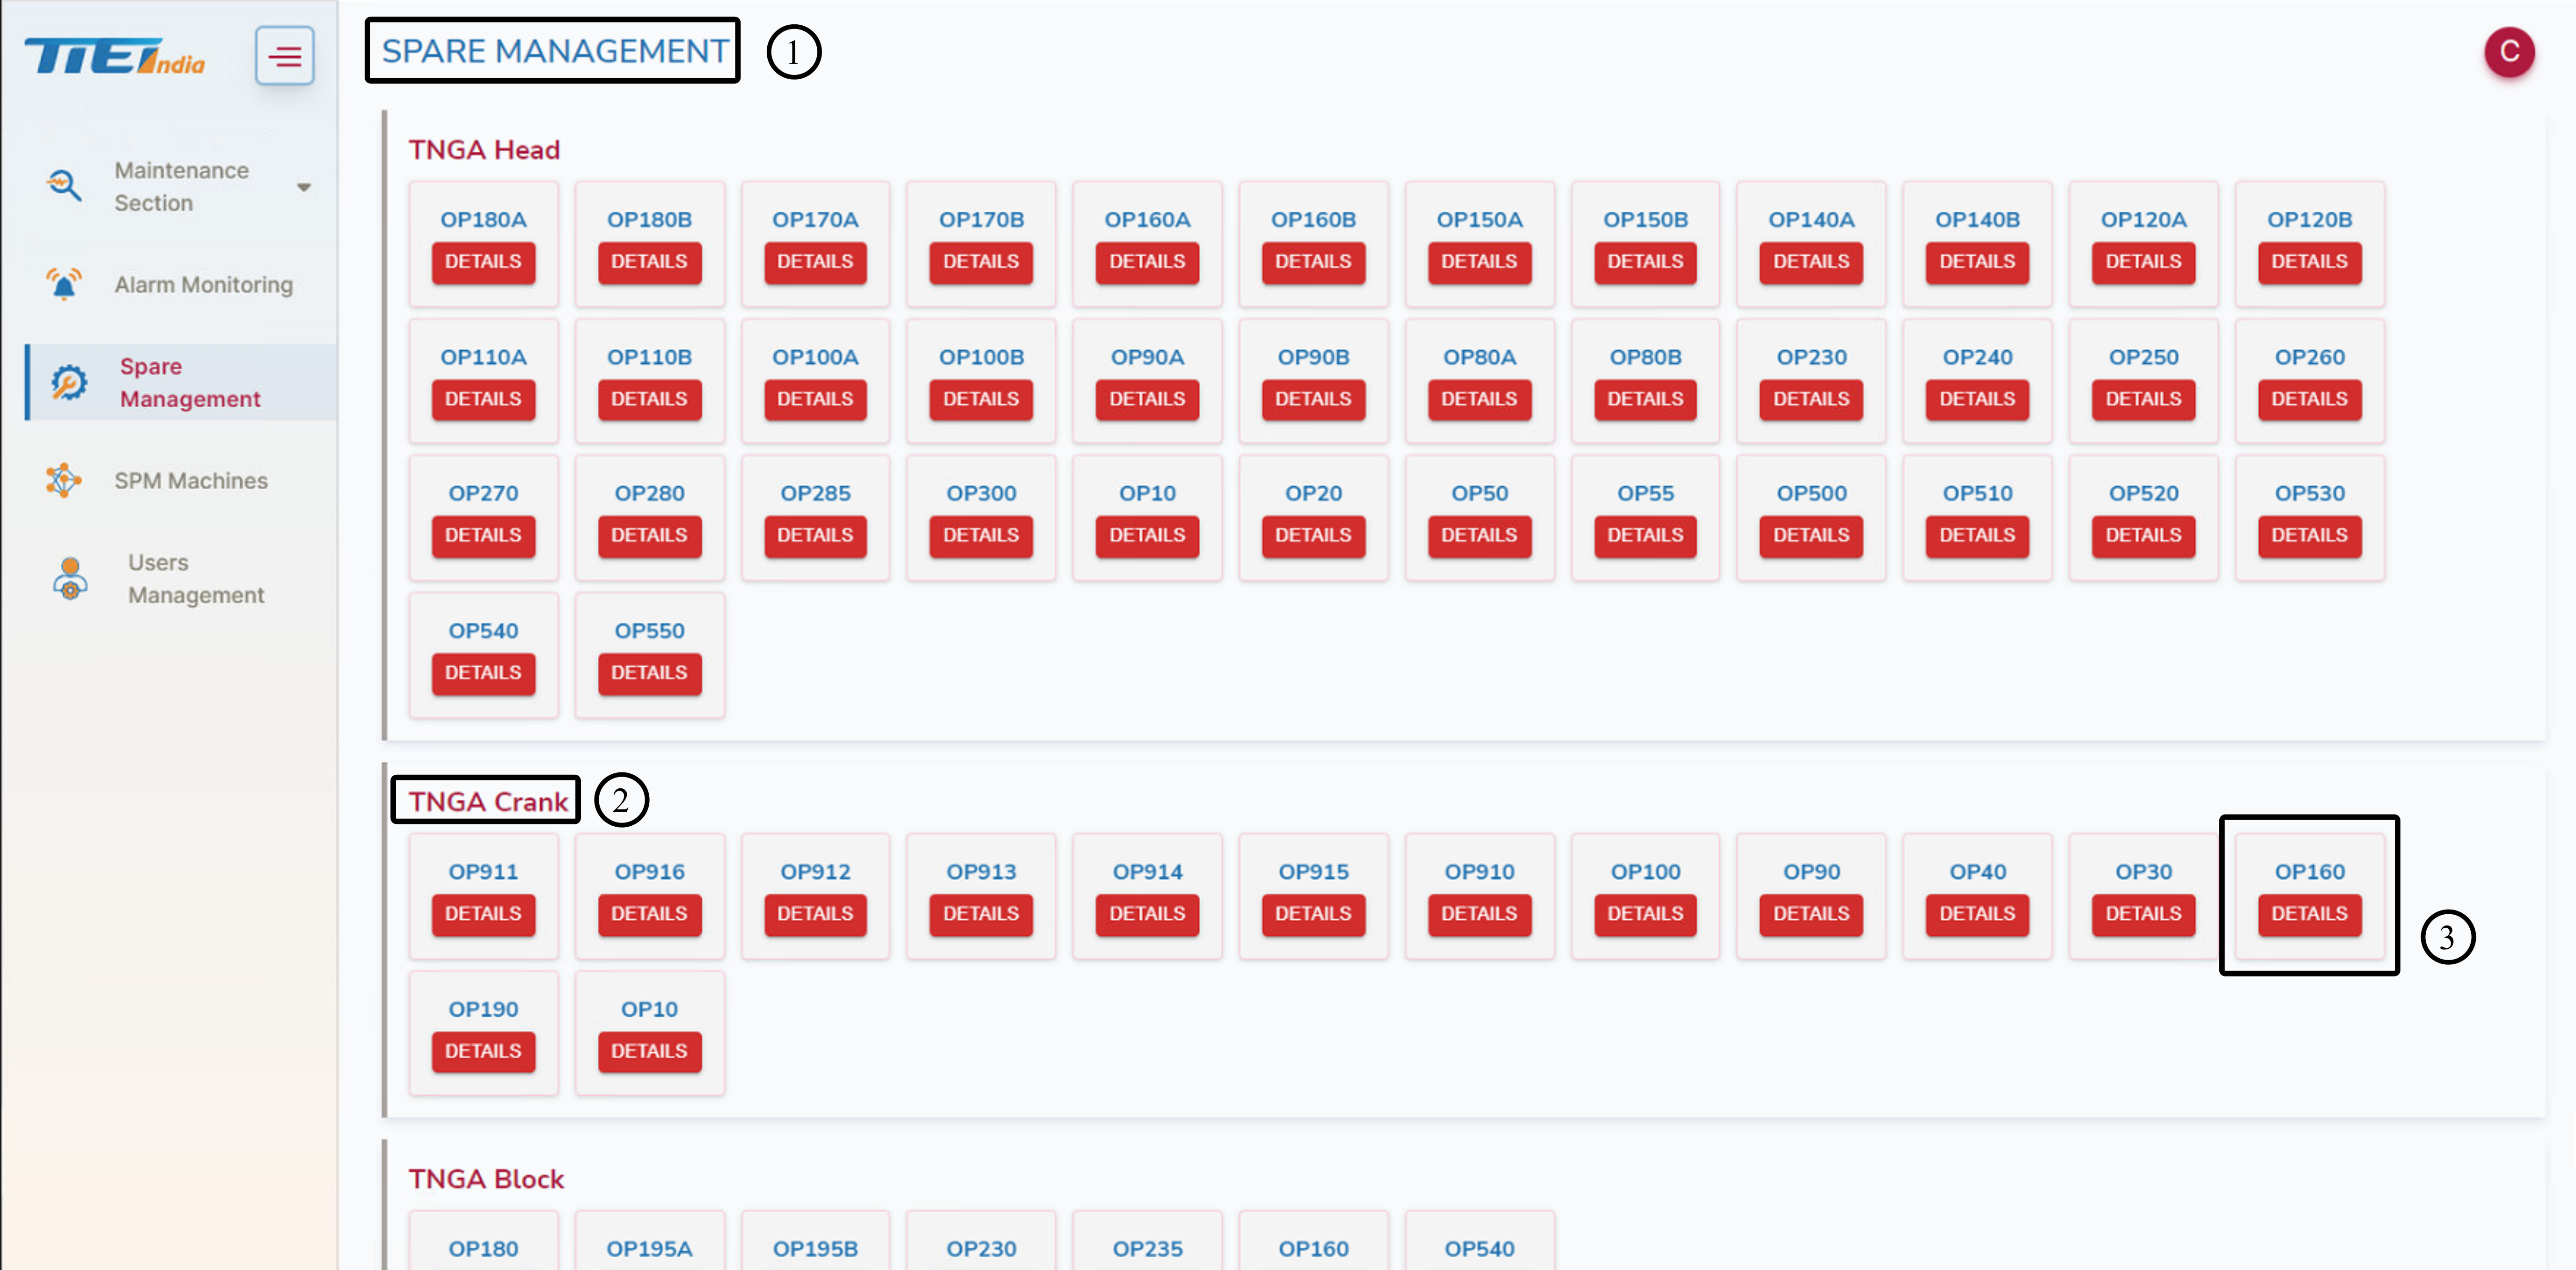 TIEI India
SPARE MANAGEMENT
1
C
Maintenance
Section
Alarm Monitoring
Spare
Management
SPM Machines
Users
Management
TNGA Head
OP180A OP180B OP170A OP170B OP160A OP160B OP150A OP150B OP140A OP140B OP120A OP120B
DETAILS DETAILS DETAILS DETAILS DETAILS DETAILS DETAILS DETAILS DETAILS DETAILS DETAILS DETAILS
OP110A OP110B OP100A OP100B OP90A OP90B OP80A OP80B OP230 OP240 OP250 OP260
DETAILS DETAILS DETAILS DETAILS DETAILS DETAILS DETAILS DETAILS DETAILS DETAILS DETAILS DETAILS
OP270 OP280 OP285 OP300 OP10 OP20 OP50 OP55 OP500 OP510 OP520 OP530
DETAILS DETAILS DETAILS DETAILS DETAILS DETAILS DETAILS DETAILS DETAILS DETAILS DETAILS DETAILS
OP540 OP550
DETAILS DETAILS
TNGA Crank
2
OP911 OP916 OP912 OP913 OP914 OP915 OP910 OP100 OP90 OP40 OP30 OP160
DETAILS DETAILS DETAILS DETAILS DETAILS DETAILS DETAILS DETAILS DETAILS DETAILS DETAILS DETAILS
3
OP190 OP10
DETAILS DETAILS
TNGA Block
OP180 OP195A OP195B OP230 OP235 OP160 OP540